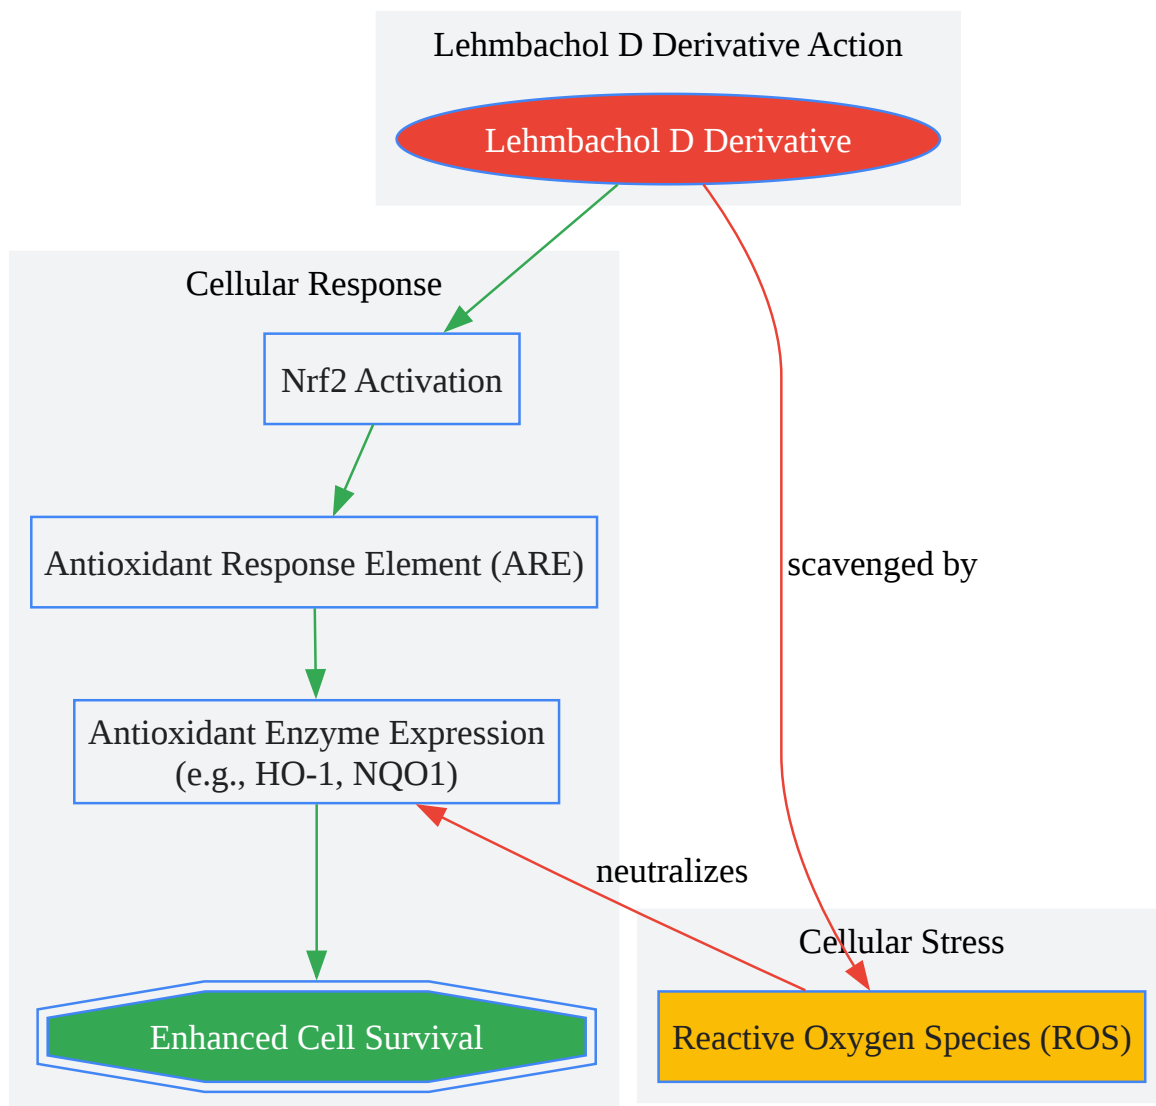 Lehmbachol D Derivative Action
Lehmbachol D Derivative
Cellular Response
Nrf2 Activation
Antioxidant Response Element (ARE)
scavenged by
Antioxidant Enzyme Expression
(e.g., HO-1, NQO1)
neutralizes
Cellular Stress
Enhanced Cell Survival
Reactive Oxygen Species (ROS)